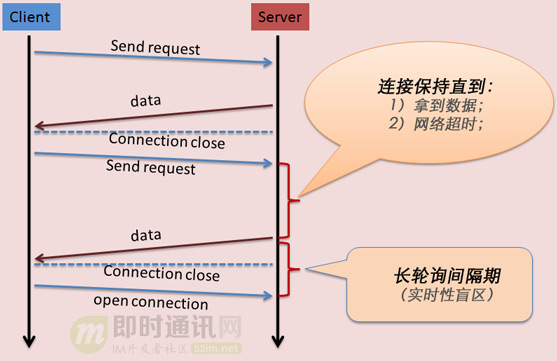 Client
Server
Send request
data
Connection close
Send request
data
Connection close
open connection
连接保持直到：
1）拿到数据；
2）网络超时；
长轮询间隔期
（实时性盲区）
即时通讯网
IM开发者社区 52im.net